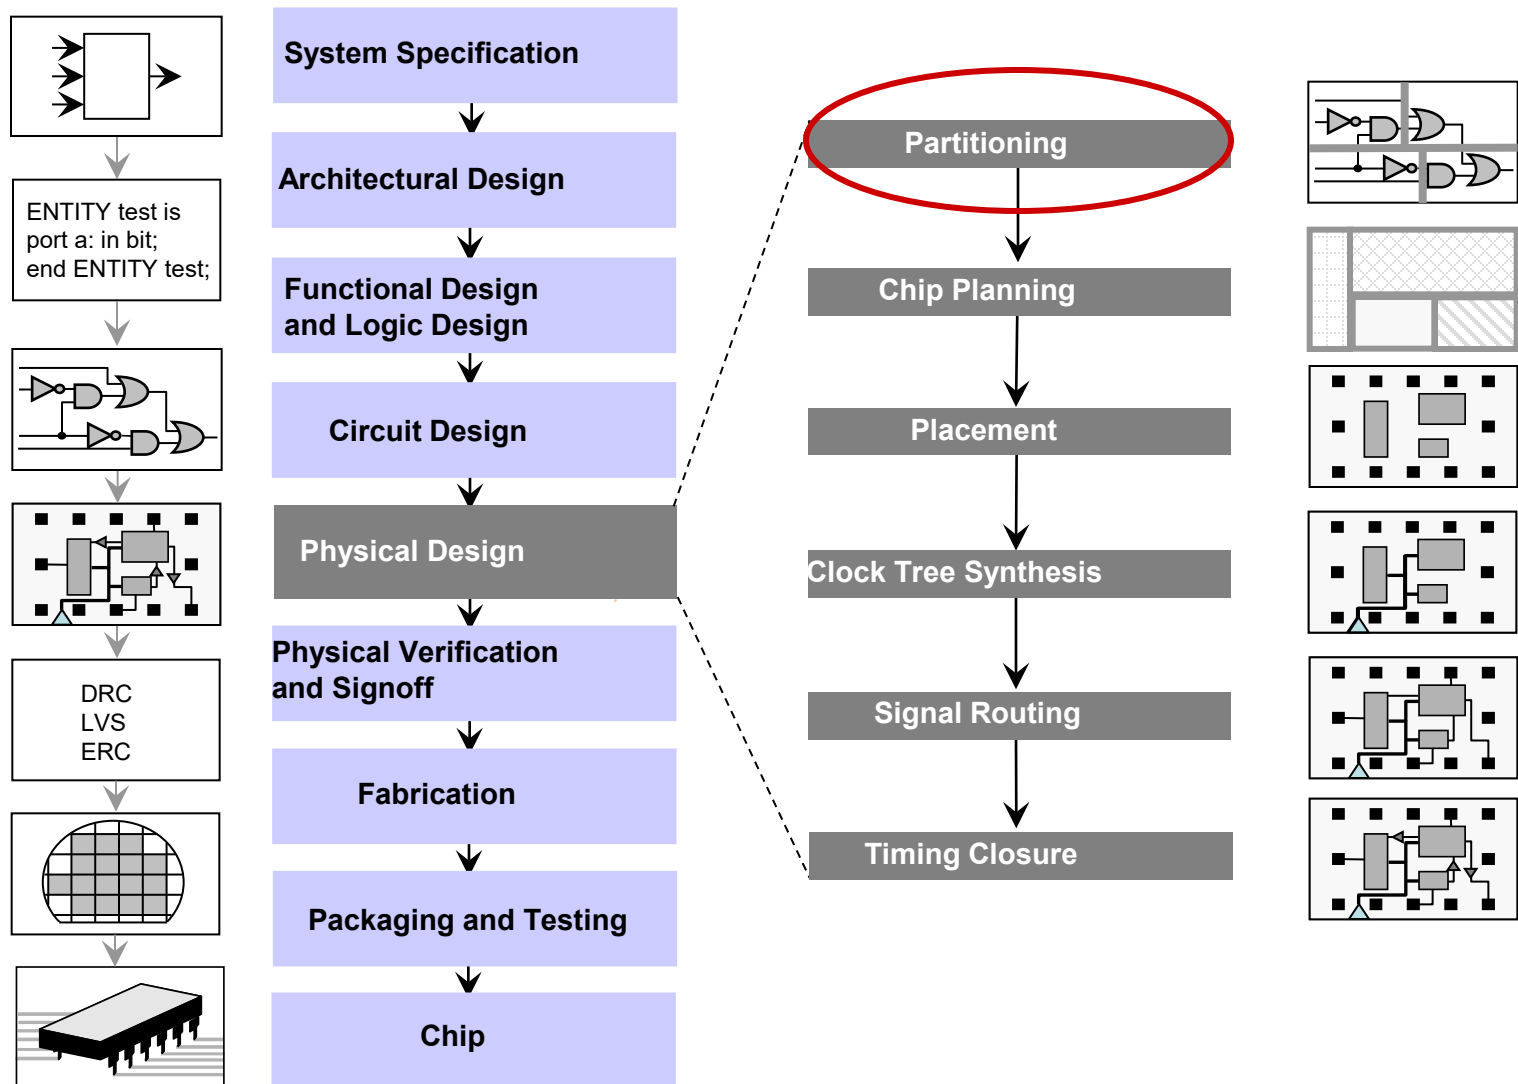 System Specification
Architectural Design
ENTITY test is
port a: in bit;
end ENTITY test;
Functional Design
and Logic Design
Circuit Design
Physical Design
Physical Verification
and Signoff
DRC
LVS
ERC
Fabrication
Packaging and Testing
Chip
Partitioning
Chip Planning
Placement
Clock Tree Synthesis
Signal Routing
Timing Closure